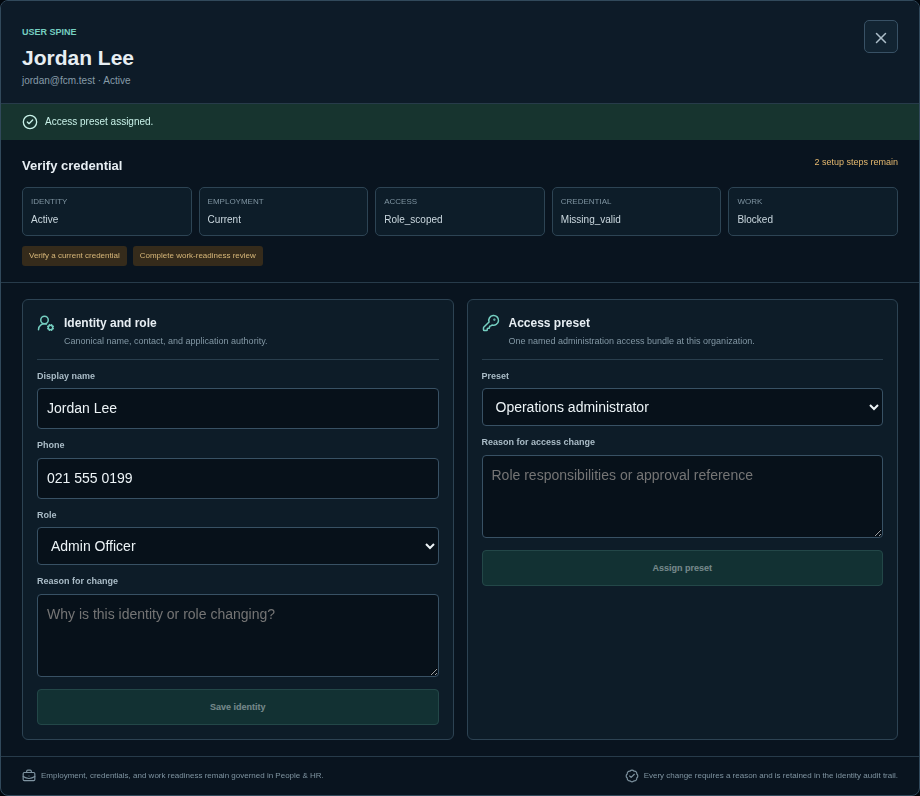 USER SPINE
Jordan Lee
jordan@fcm.test · Active
Access preset assigned.
Verify credential
2 setup steps remain
IDENTITY
Active
EMPLOYMENT
Current
ACCESS
Role_scoped
CREDENTIAL
Missing_valid
WORK
Blocked
Verify a current credential
Complete work-readiness review
Identity and role
Canonical name, contact, and application authority.
Display name
Jordan Lee
Phone
021 555 0199
Role
Admin Officer
Reason for change
Why is this identity or role changing?
Save identity
Access preset
One named administration access bundle at this organization.
Preset
Operations administrator
Reason for access change
Role responsibilities or approval reference
Assign preset
Employment, credentials, and work readiness remain governed in People & HR.
Every change requires a reason and is retained in the identity audit trail.